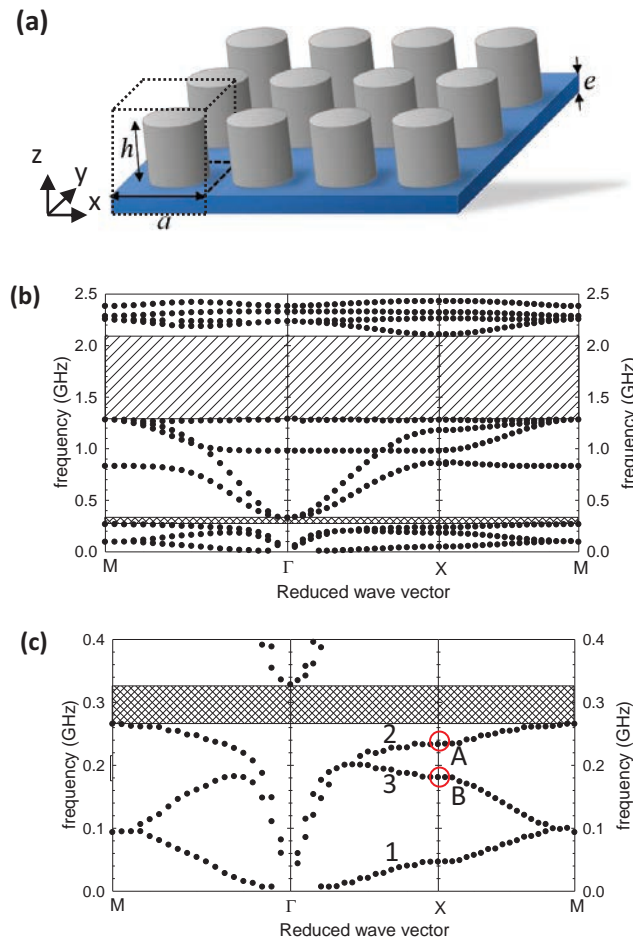 (a)
e
h
z
y
x
a
(b)
2.5 2.5
2.0 2.0
1.5 1.5
1.0 1.0
0.5 0.5
0.0 0.0
frequency (GHz)
frequency (GHz)
M Γ X M
Reduced wave vector
(c)
0.4 0.4
0.3 0.3
0.2 0.2
0.1 0.1
0.0 0.0
frequency (GHz)
frequency (GHz)
2
A
3
B
1
M Γ X M
Reduced wave vector